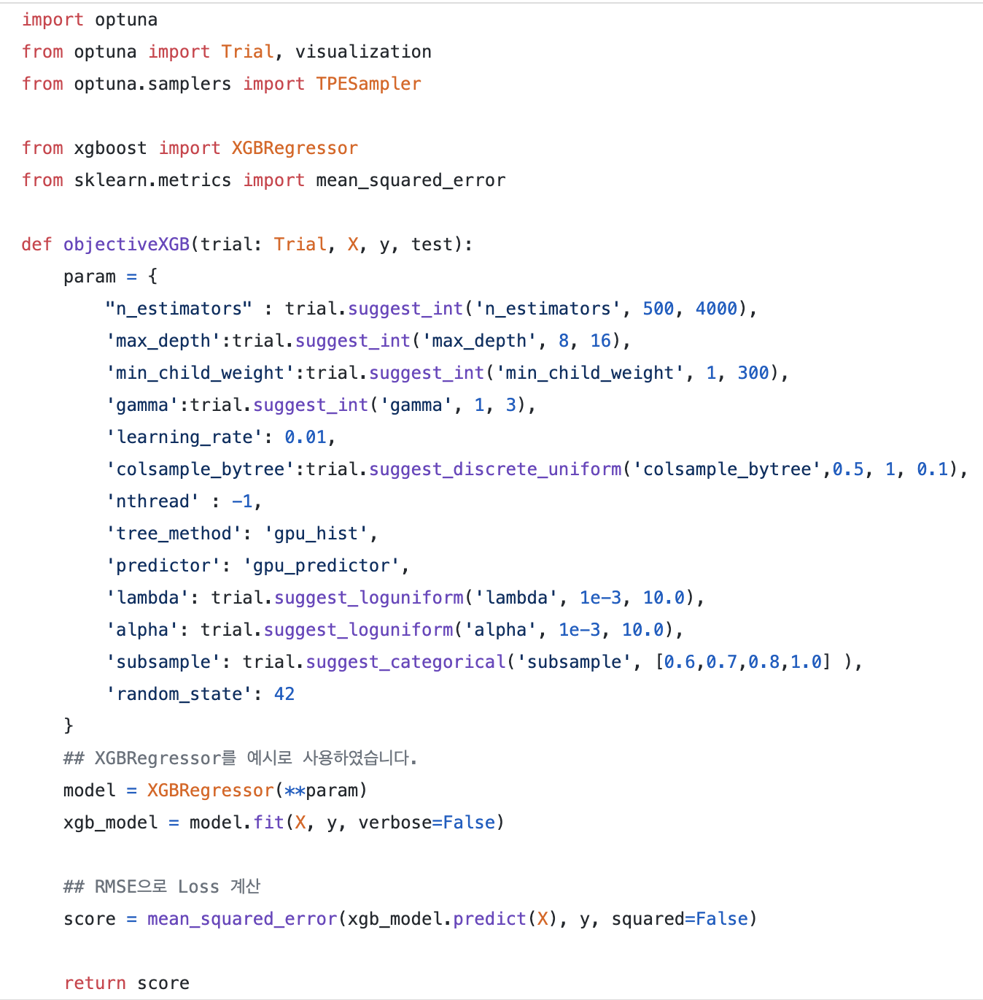 import optuna
from optuna import Trial, visualization
from optuna.samplers import TPESampler

from xgboost import XGBRegressor
from sklearn.metrics import mean_squared_error

def objectiveXGB(trial: Trial, X, y, test):
    param = {
        "n_estimators" : trial.suggest_int('n_estimators', 500, 4000),
        'max_depth':trial.suggest_int('max_depth', 8, 16),
        'min_child_weight':trial.suggest_int('min_child_weight', 1, 300),
        'gamma':trial.suggest_int('gamma', 1, 3),
        'learning_rate': 0.01,
        'colsample_bytree':trial.suggest_discrete_uniform('colsample_bytree',0.5, 1, 0.1),
        'nthread' : -1,
        'tree_method': 'gpu_hist',
        'predictor': 'gpu_predictor',
        'lambda': trial.suggest_loguniform('lambda', 1e-3, 10.0),
        'alpha': trial.suggest_loguniform('alpha', 1e-3, 10.0),
        'subsample': trial.suggest_categorical('subsample', [0.6,0.7,0.8,1.0] ),
        'random_state': 42
    }
    ## XGBRegressor를 예시로 사용하였습니다.
    model = XGBRegressor(**param)
    xgb_model = model.fit(X, y, verbose=False)

    ## RMSE으로 Loss 계산
    score = mean_squared_error(xgb_model.predict(X), y, squared=False)

    return score